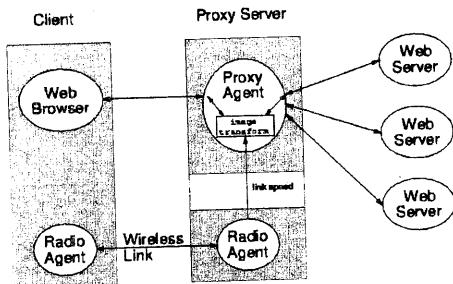 Client
Proxy Server
Web
Browser
Proxy
Agent
image
transform
link speed
Web
Server
Web
Server
Web
Server
Radio
Agent
Wireless
Link
Radio
Agent